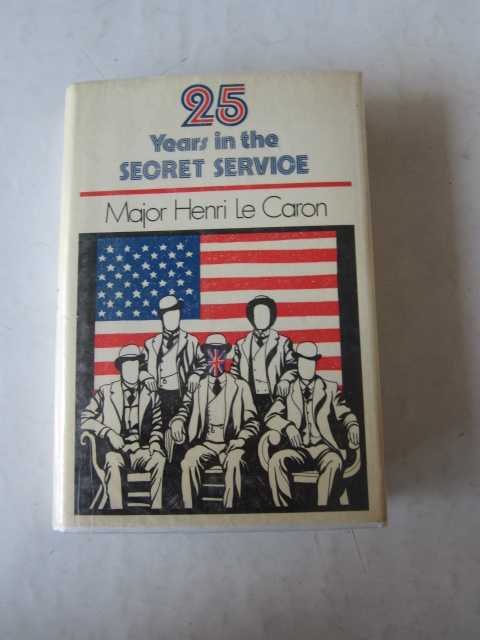 25
Years in the
SECRET SERVICE
Major Henri Le Caron